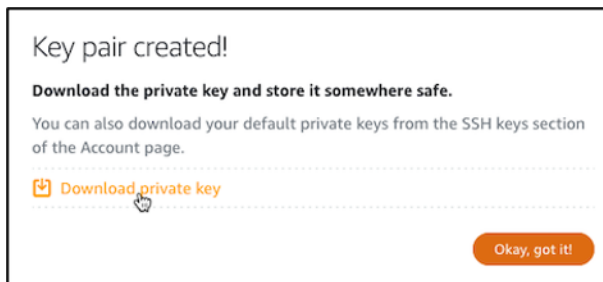 Key pair created!
Download the private key and store it somewhere safe.
You can also download your default private keys from the SSH keys section
of the Account page.
Download private key
Okay, got it!